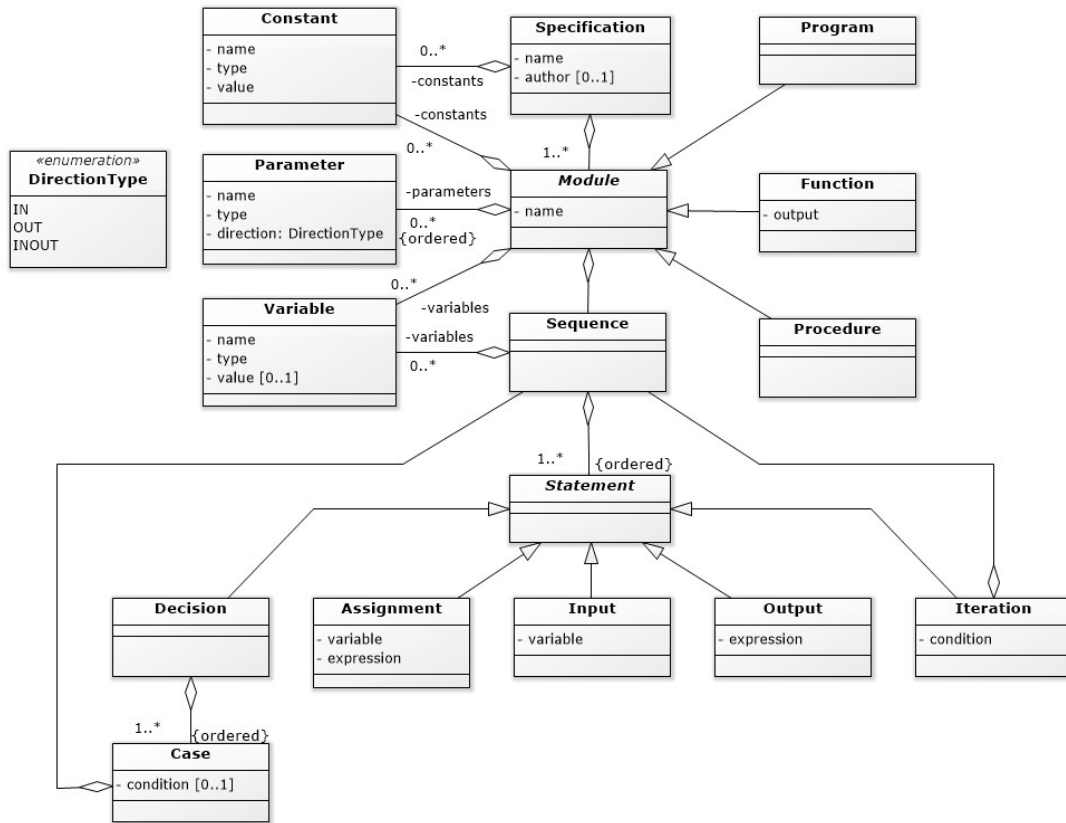 Constant
- name
- type
- value
0..*
-constants
Specification
- name
- author [0..1]
Program
-constants
0..*
1..*
«enumeration»
DirectionType
IN
OUT
INOUT
Parameter
- name
- type
- direction: DirectionType
-parameters
0..*
{ordered}
Module
- name
Function
- output
0..*
-variables
Variable
- name
- type
- value [0..1]
-variables
0..*
Sequence
Procedure
1..*
{ordered}
Statement
Decision
Assignment
- variable
- expression
Input
- variable
Output
- expression
Iteration
- condition
1..*
{ordered}
Case
- condition [0..1]